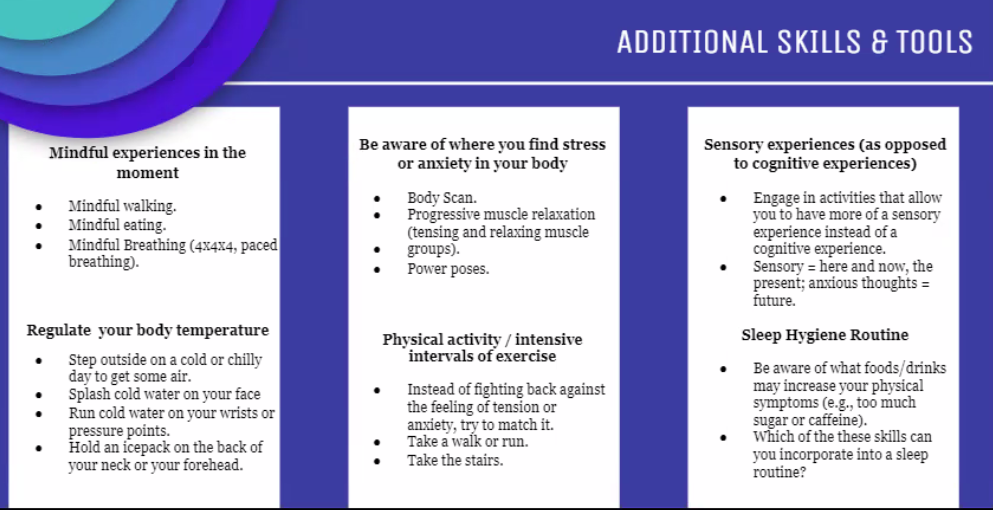 ADDITIONAL SKILLS & TOOLS
Mindful experiences in the
moment
• Mindful walking.
• Mindful eating.
• Mindful Breathing (4x4x4, paced
breathing).
Regulate your body temperature
• Step outside on a cold or chilly
day to get some air.
• Splash cold water on your face
• Run cold water on your wrists or
pressure points.
• Hold an icepack on the back of
your neck or your forehead.
Be aware of where you find stress
or anxiety in your body
• Body Scan.
• Progressive muscle relaxation
(tensing and relaxing muscle
• groups).
• Power poses.
Physical activity / intensive
intervals of exercise
• Instead of fighting back against
the feeling of tension or
anxiety, try to match it.
• Take a walk or run.
• Take the stairs.
Sensory experiences (as opposed
to cognitive experiences)
• Engage in activities that allow
you to have more of a sensory
experience instead of a
cognitive experience.
• Sensory = here and now, the
present; anxious thoughts =
future.
Sleep Hygiene Routine
• Be aware of what foods/drinks
may increase your physical
symptoms (e.g., too much
sugar or caffeine).
• Which of the these skills can
you incorporate into a sleep
routine?